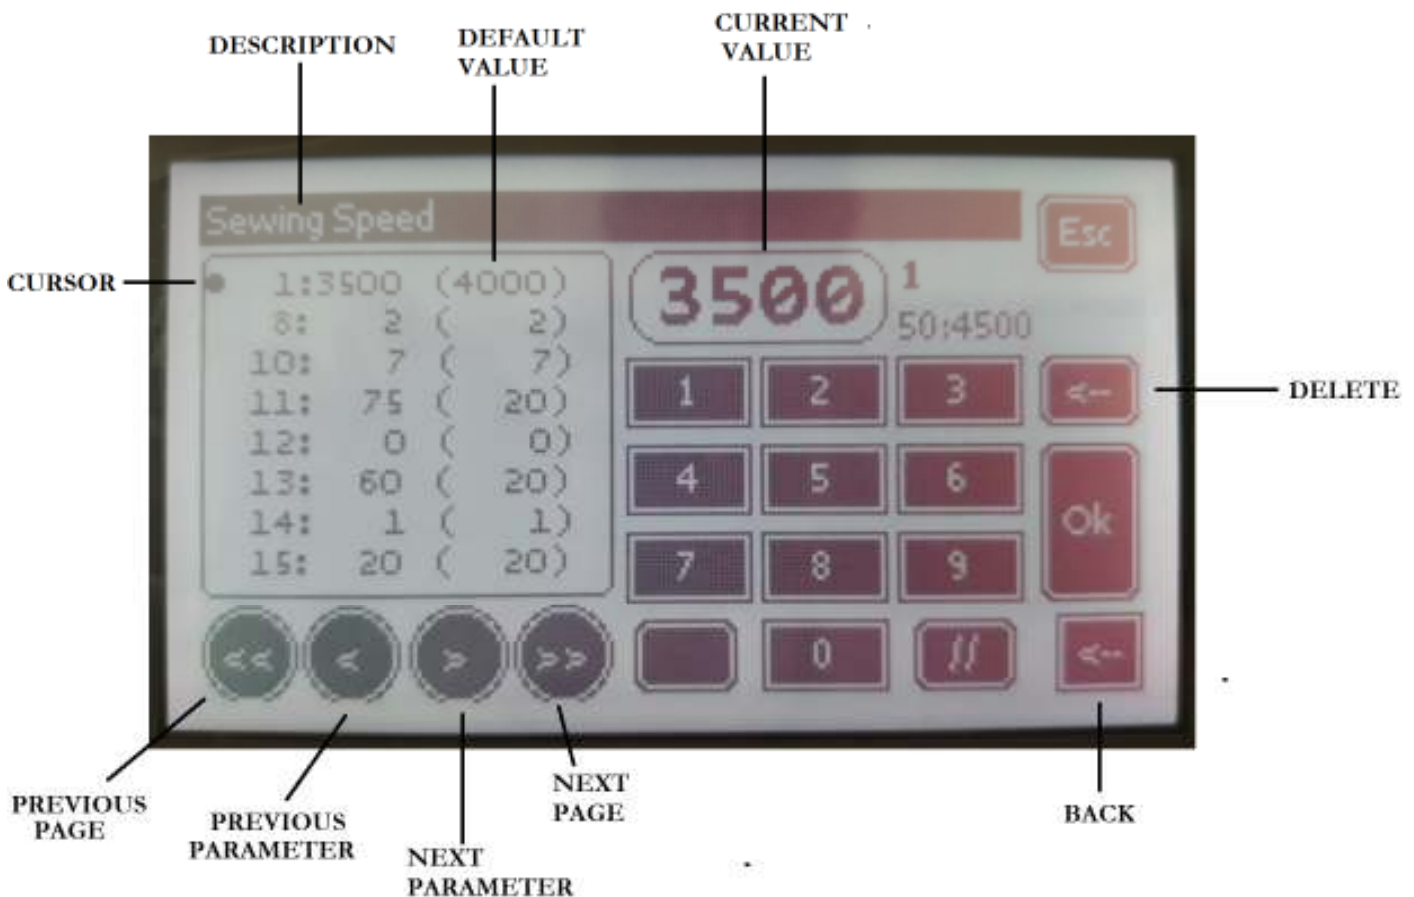 DESCRIPTION
DEFAULT
VALUE
CURRENT
VALUE
Sewing Speed
Esc
CURSOR
1:3500 (4000)
8: 2 ( 2)
10: 7 ( 7)
11: 75 ( 20)
12: 0 ( 0)
13: 60 ( 20)
14: 1 ( 1)
15: 20 ( 20)
3500
1
50:4500
1 2 3 <--
DELETE
4 5 6
Ok
7 8 9
<< < > >>
0 ∫∫ <--
PREVIOUS
PAGE
PREVIOUS
PARAMETER
NEXT
PARAMETER
NEXT
PAGE
BACK